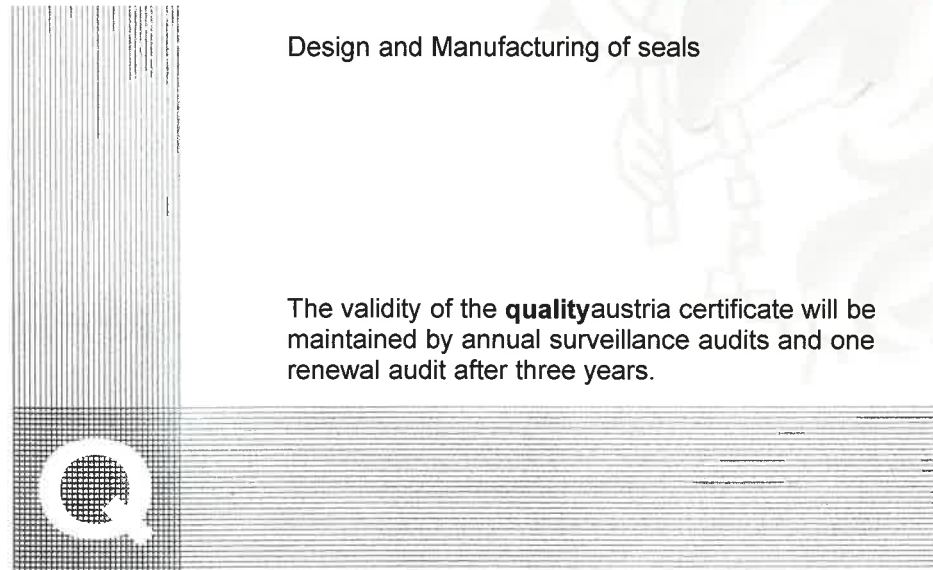 Design and Manufacturing of seals
The validity of the qualityaustria certificate will be
maintained by annual surveillance audits and one
renewal audit after three years.
Q